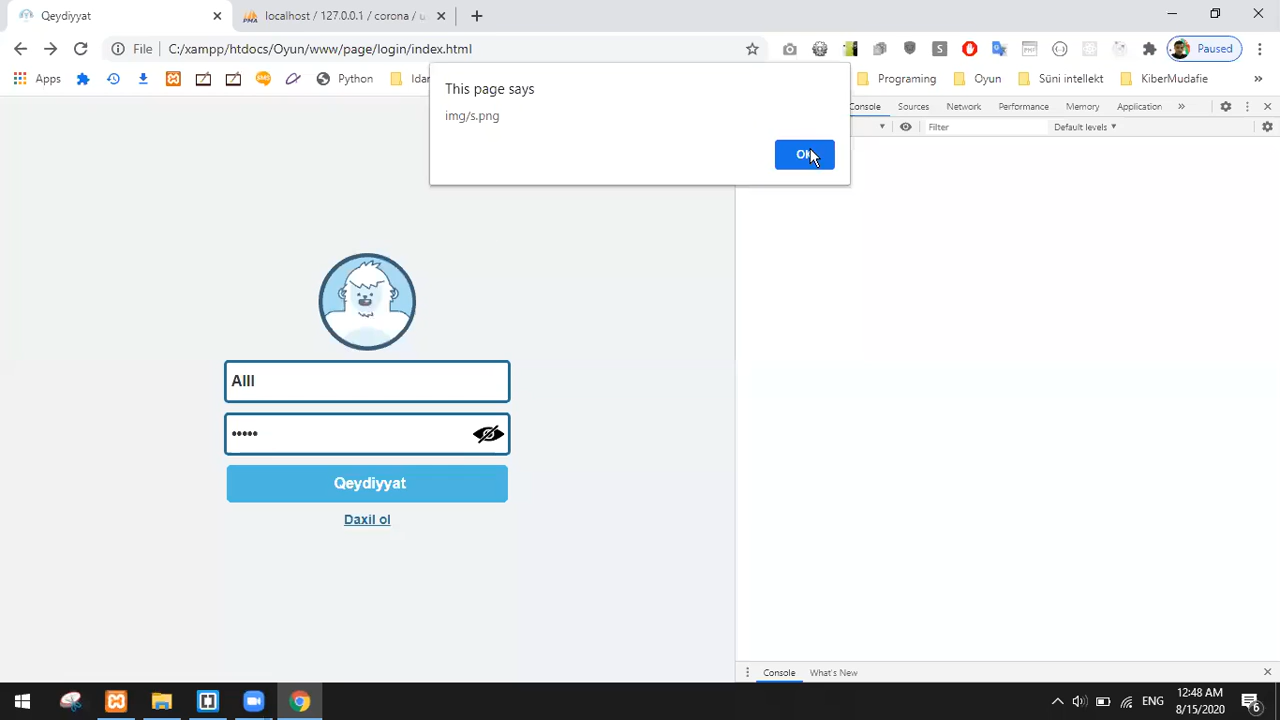 Qeydiyyat
localhost / 127.0.0.1 / corona / u
File C:/xampp/htdocs/Oyun/www/page/login/index.html
Paused
Apps
Python
Idar
Programing
Oyun
Süni intellekt
KiberMudafie
»
This page says
img/s.png
OK
Console Sources Network Performance Memory Application »
Filter Default levels
Alll
•••••
Qeydiyyat
Daxil ol
Console What's New
ENG
12:48 AM
8/15/2020
6